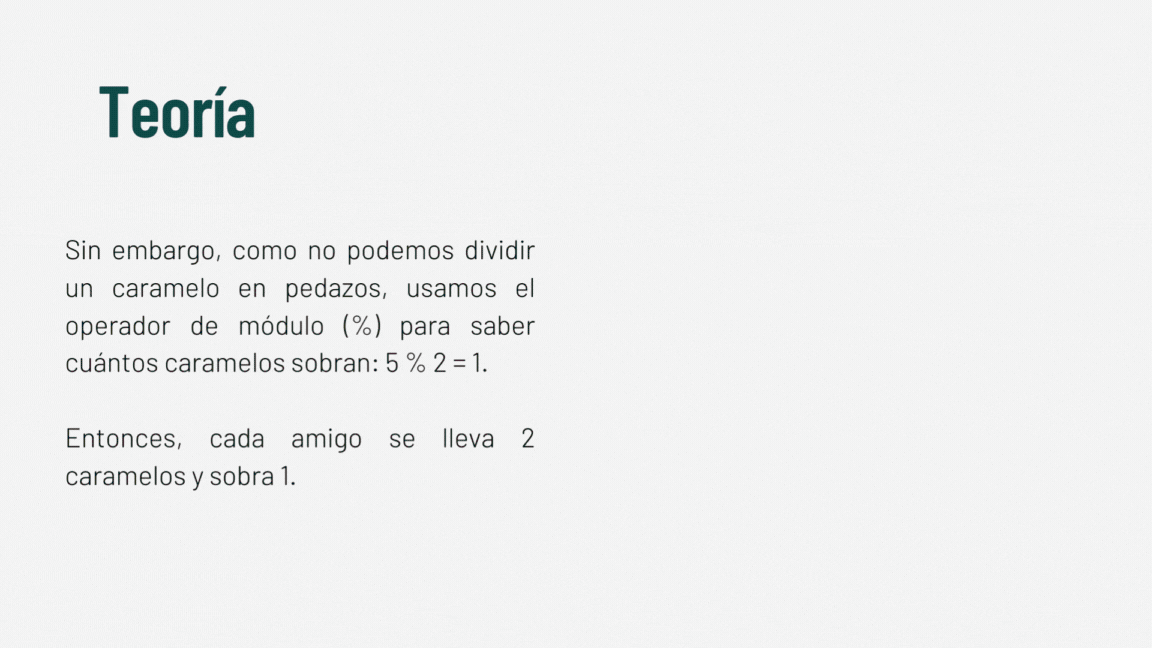 Teoría
Sin embargo, como no podemos dividir
un caramelo en pedazos, usamos el
operador de módulo (%) para saber
cuántos caramelos sobran: 5 % 2 = 1.
Entonces, cada amigo se lleva 2
caramelos y sobra 1.